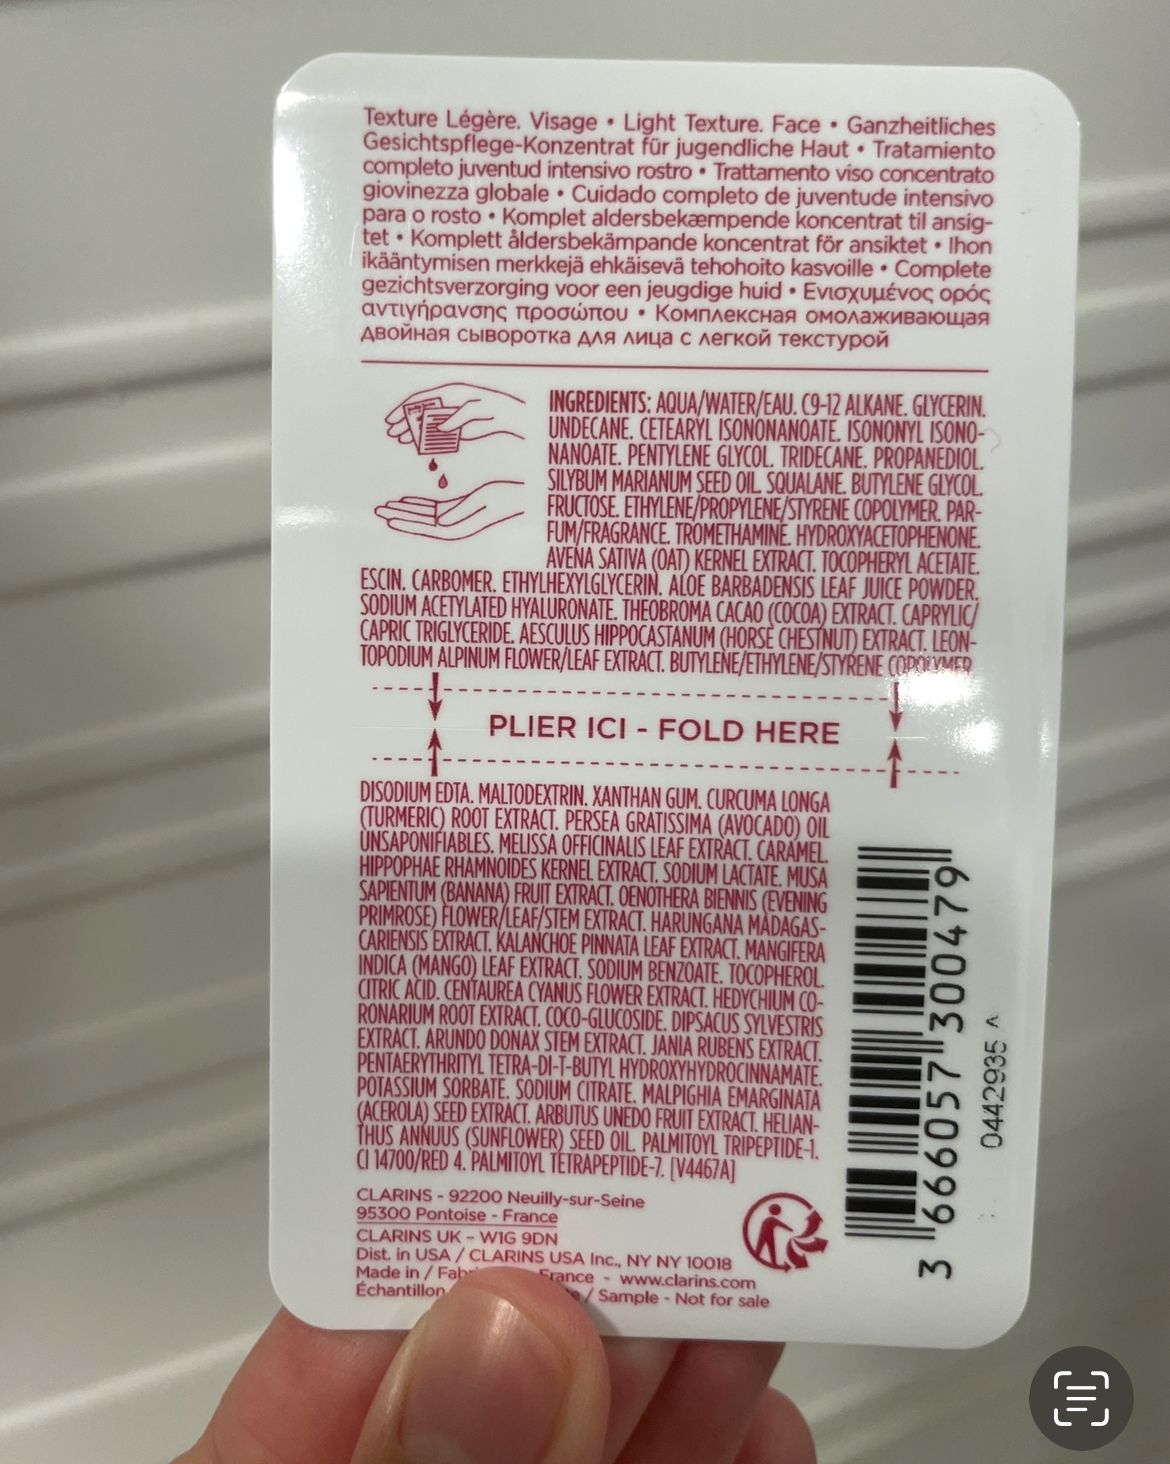 Texture Légère. Visage • Light Texture. Face • Ganzheitliches
Gesichtspflege-Konzentrat für jugendliche Haut • Tratamiento
completo juventud intensivo rostro • Trattamento viso concentrato
giovinezza globale • Cuidado completo de juventude intensivo
para o rosto • Komplet aldersbekæmpende koncentrat til ansig-
tet • Komplett åldersbekämpande koncentrat för ansiktet • Ihon
ikääntymisen merkkejä ehkäisevä tehohoito kasvoille • Complete
gezichtsverzorging voor een jeugdige huid • Ενισχυμένος ορός
αντιγήρανσης προσώπου • Комплексная омолаживающая
двойная сыворотка для лица с легкой текстурой
INGREDIENTS: AQUA/WATER/EAU. C9-12 ALKANE. GLYCERIN.
UNDECANE. CETEARYL ISONONANOATE. ISONONYL ISONO-
NANOATE. PENTYLENE GLYCOL. TRIDECANE. PROPANEDIOL.
SILYBUM MARIANUM SEED OIL. SQUALANE. BUTYLENE GLYCOL.
FRUCTOSE. ETHYLENE/PROPYLENE/STYRENE COPOLYMER. PAR-
FUM/FRAGRANCE. TROMETHAMINE. HYDROXYACETOPHENONE.
AVENA SATIVA (OAT) KERNEL EXTRACT. TOCOPHERYL ACETATE.
ESCIN. CARBOMER. ETHYLHEXYLGLYCERIN. ALOE BARBADENSIS LEAF JUICE POWDER.
SODIUM ACETYLATED HYALURONATE. THEOBROMA CACAO (COCOA) EXTRACT. CAPRYLIC/
CAPRIC TRIGLYCERIDE. AESCULUS HIPPOCASTANUM (HORSE CHESTNUT) EXTRACT. LEON-
TOPODIUM ALPINUM FLOWER/LEAF EXTRACT. BUTYLENE/ETHYLENE/STYRENE COPOLYMER
PLIER ICI - FOLD HERE
DISODIUM EDTA. MALTODEXTRIN. XANTHAN GUM. CURCUMA LONGA
(TURMERIC) ROOT EXTRACT. PERSEA GRATISSIMA (AVOCADO) OIL
UNSAPONIFIABLES. MELISSA OFFICINALIS LEAF EXTRACT. CARAMEL.
HIPPOPHAE RHAMNOIDES KERNEL EXTRACT. SODIUM LACTATE. MUSA
SAPIENTUM (BANANA) FRUIT EXTRACT. OENOTHERA BIENNIS (EVENING
PRIMROSE) FLOWER/LEAF/STEM EXTRACT. HARUNGANA MADAGAS-
CARIENSIS EXTRACT. KALANCHOE PINNATA LEAF EXTRACT. MANGIFERA
INDICA (MANGO) LEAF EXTRACT. SODIUM BENZOATE. TOCOPHEROL.
CITRIC ACID. CENTAUREA CYANUS FLOWER EXTRACT. HEDYCHIUM CO-
RONARIUM ROOT EXTRACT. COCO-GLUCOSIDE. DIPSACUS SYLVESTRIS
EXTRACT. ARUNDO DONAX STEM EXTRACT. JANIA RUBENS EXTRACT.
PENTAERYTHRITYL TETRA-DI-T-BUTYL HYDROXYHYDROCINNAMATE.
POTASSIUM SORBATE. SODIUM CITRATE. MALPIGHIA EMARGINATA
(ACEROLA) SEED EXTRACT. ARBUTUS UNEDO FRUIT EXTRACT. HELIAN-
THUS ANNUUS (SUNFLOWER) SEED OIL. PALMITOYL TRIPEPTIDE-1.
CI 14700/RED 4. PALMITOYL TETRAPEPTIDE-7. [V4467A]
CLARINS - 92200 Neuilly-sur-Seine
95300 Pontoise - France
CLARINS UK - W1G 9DN
Dist. in USA / CLARINS USA Inc., NY NY 10018
Made in / France - www.clarins.com
Échantillon / Sample - Not for sale
3 666057 300479
0442935 A